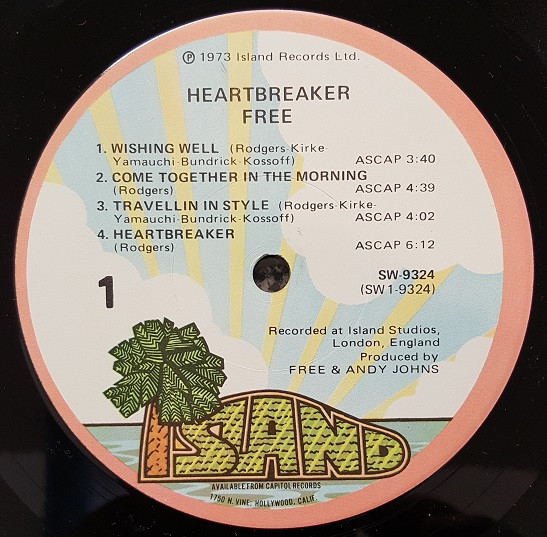 ℗ 1973 Island Records Ltd.
HEARTBREAKER
FREE
1. WISHING WELL (Rodgers-Kirke-
Yamauchi-Bundrick-Kossoff) ASCAP 3:40
2. COME TOGETHER IN THE MORNING
(Rodgers) ASCAP 4:39
3. TRAVELLIN IN STYLE (Rodgers-Kirke-
Yamauchi-Bundrick-Kossoff) ASCAP 4:02
4. HEARTBREAKER
(Rodgers) ASCAP 6:12
1
SW-9324
(SW1-9324)
Recorded at Island Studios,
London, England
Produced by
FREE & ANDY JOHNS
ISLAND
AVAILABLE FROM CAPITOL RECORDS
1750 N. VINE, HOLLYWOOD, CALIF.